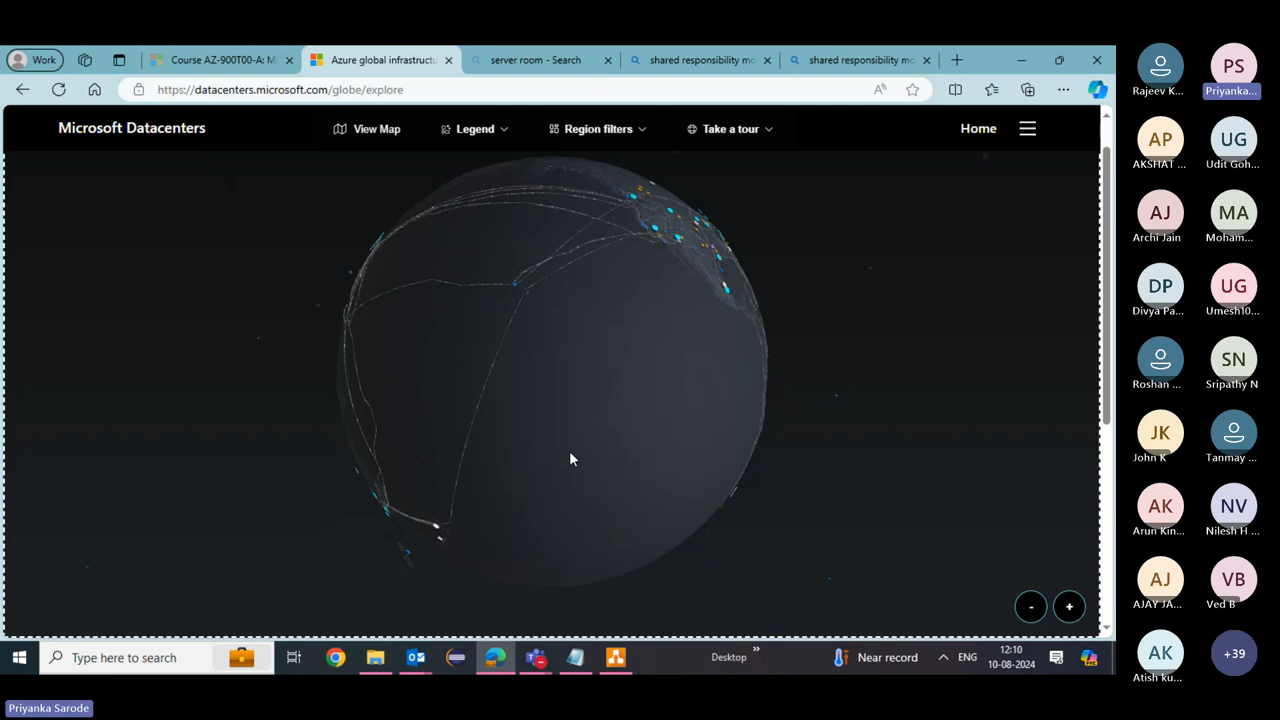 Work
Course AZ-900T00-A: M
Azure global infrastructu
server room - Search
shared responsibility mo
shared responsibility mo
https://datacenters.microsoft.com/globe/explore
Microsoft Datacenters
View Map
Legend
Region filters
Take a tour
Home
-
+
Type here to search
Desktop
Near record
ENG
12:10
10-08-2024
Rajeev K...
PS
Priyanka...
AP
AKSHAT ...
UG
Udit Goh...
AJ
Archi Jain
MA
Moham...
DP
Divya Pa...
UG
Umesh10...
Roshan ...
SN
Sripathy N
JK
John K
Tanmay ...
AK
Arun Kin...
NV
Nilesh H ...
AJ
AJAY JA...
VB
Ved B
AK
Atish ku...
+39
Priyanka Sarode